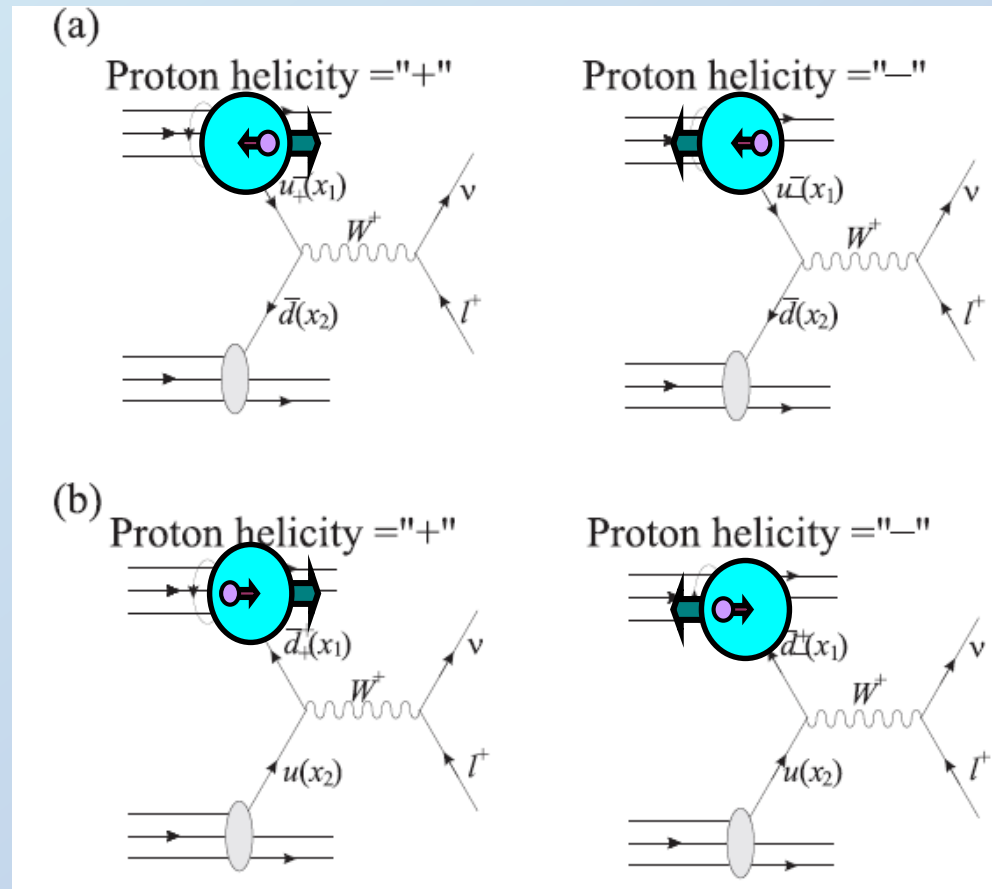 (a)
Proton helicity ="+" Proton helicity ="—"
u₊⁻(x₁) ν u₋⁻(x₁) ν
W⁺ W⁺
d̅(x₂) l⁺ d̅(x₂) l⁺
(b)
Proton helicity ="+" Proton helicity ="—"
d̅₊⁺(x₁) ν d̅₋⁺(x₁) ν
W⁺ W⁺
u(x₂) l⁺ u(x₂) l⁺